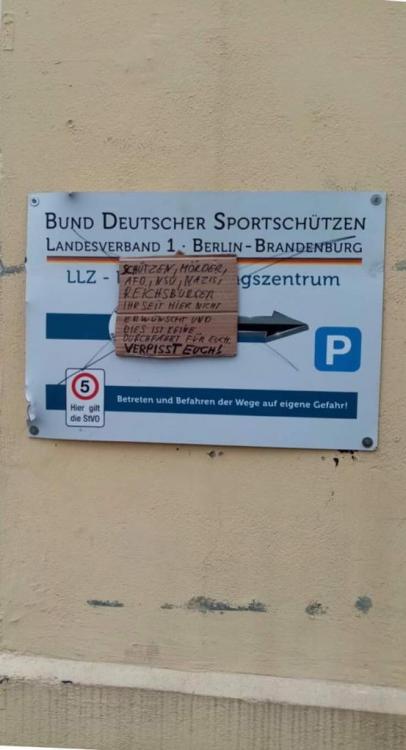 BUND DEUTSCHER SPORTSCHÜTZEN
LANDESVERBAND 1 · BERLIN-BRANDENBURG
LLZ - gszentrum
SCHÜTZEN, MÖRDER,
AFD, NSU, NAZIS,
REICHSBÜRGER
IHR SEIT HIER NICHT
ERWÜNSCHT UND
DIES IST KEINE
DURCHFAHRT FÜR EUCH.
VERPISST EUCH!
P
5
Hier gilt
die StVO
Betreten und Befahren der Wege auf eigene Gefahr!